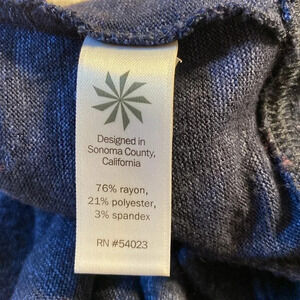 Designed in
Sonoma County,
California
76% rayon,
21% polyester,
3% spandex
RN #54023